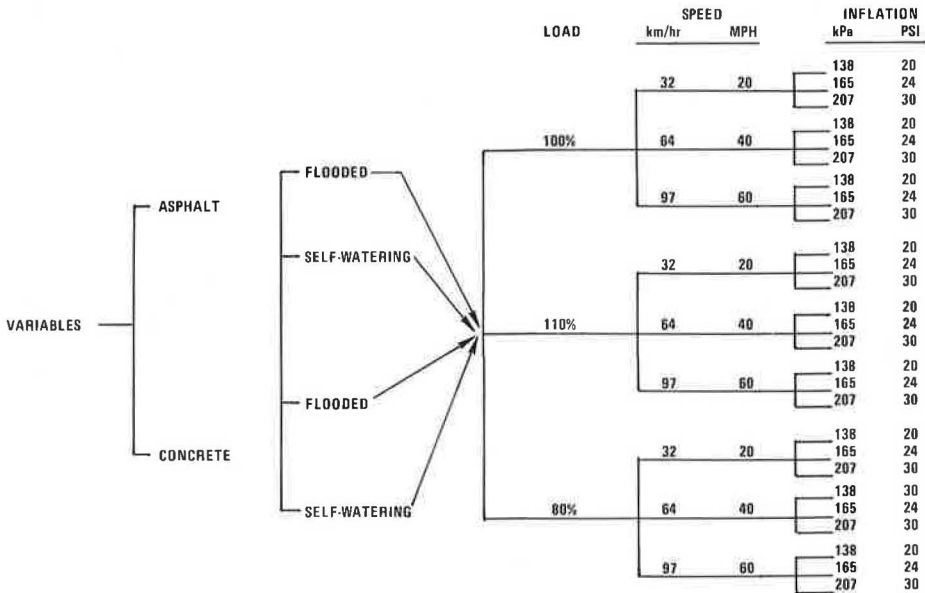 SPEED INFLATION
LOAD km/hr MPH kPa PSI
138 20
32 20 165 24
207 30
138 20
100% 64 40 165 24
207 30
FLOODED
138 20
97 60 165 24
ASPHALT
207 30
SELF-WATERING
138 20
32 20 165 24
207 30
138 20
VARIABLES 110% 64 40 165 24
207 30
138 20
97 60 165 24
FLOODED 207 30
138 20
CONCRETE 32 20 165 24
207 30
138 30
SELF-WATERING 80% 64 40 165 24
207 30
138 20
97 60 165 24
207 30